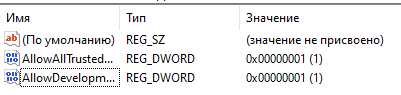 Имя Тип Значение
(По умолчанию) REG_SZ (значение не присвоено)
AllowAllTrusted... REG_DWORD 0x00000001 (1)
AllowDevelopm... REG_DWORD 0x00000001 (1)